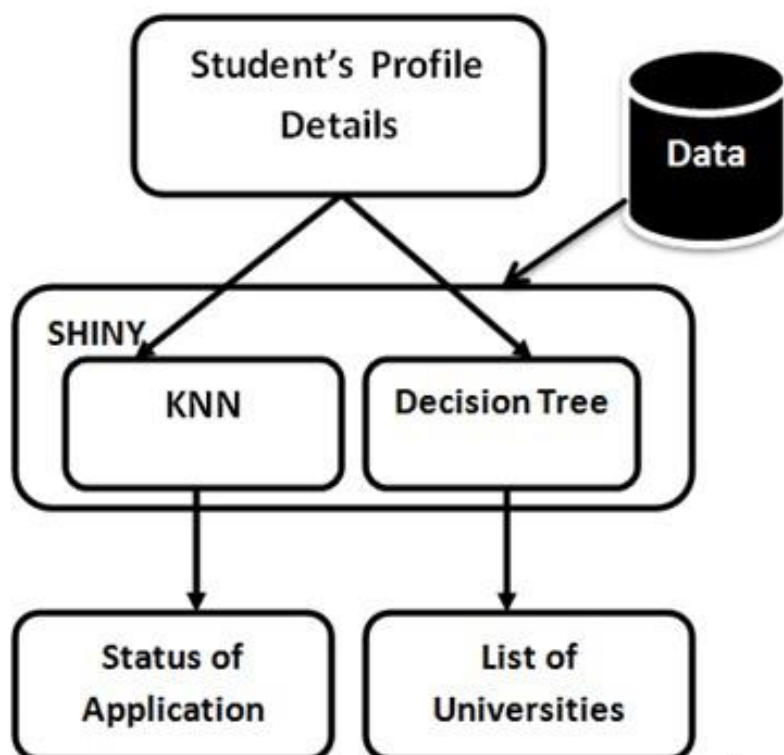 Student’s Profile
Details
Data
SHINY
KNN
Decision Tree
Status of
Application
List of
Universities